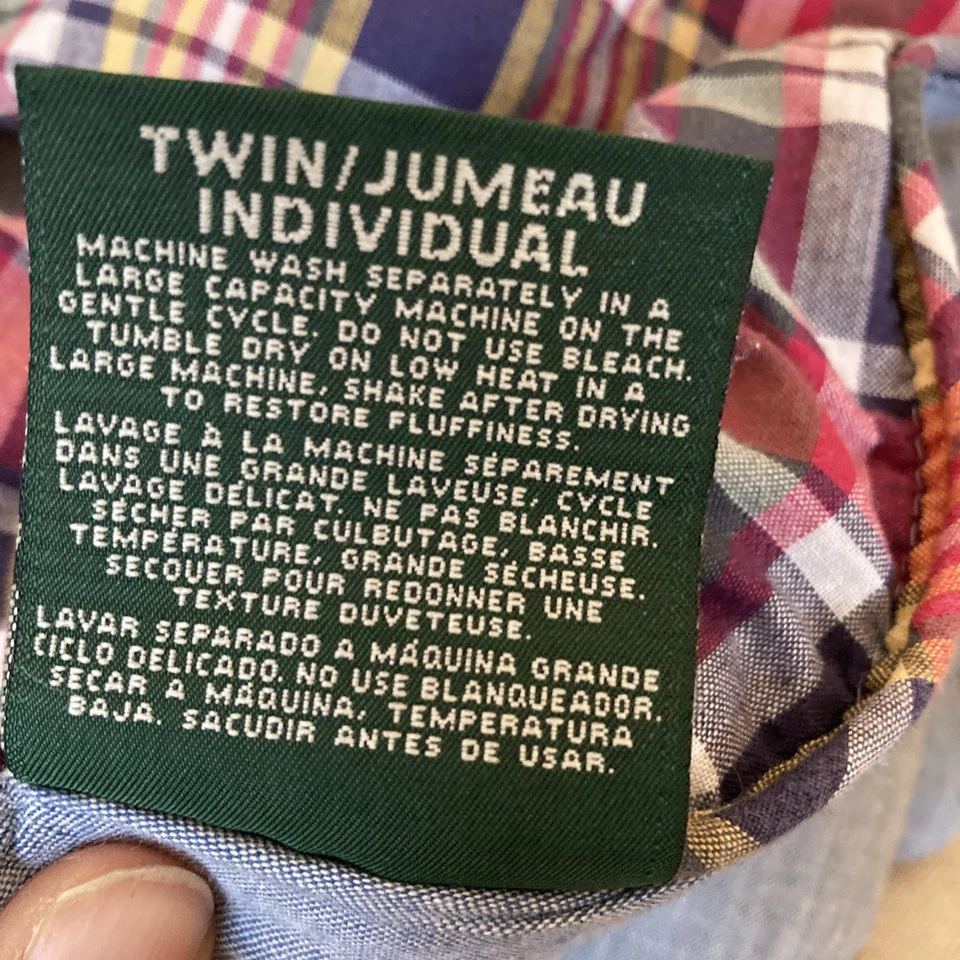 TWIN/JUMEAU
INDIVIDUAL
MACHINE WASH SEPARATELY IN A
LARGE CAPACITY MACHINE ON THE
GENTLE CYCLE. DO NOT USE BLEACH.
TUMBLE DRY ON LOW HEAT IN A
LARGE MACHINE, SHAKE AFTER DRYING
TO RESTORE FLUFFINESS.
LAVAGE À LA MACHINE SÉPAREMENT
DANS UNE GRANDE LAVEUSE, CYCLE
LAVAGE DÉLICAT. NE PAS BLANCHIR.
SÉCHER PAR CULBUTAGE, BASSE
TEMPÉRATURE, GRANDE SÉCHEUSE.
SECOUER POUR REDONNER UNE
TEXTURE DUVETEUSE.
LAVAR SEPARADO A MÁQUINA GRANDE
CICLO DELICADO. NO USE BLANQUEADOR.
SECAR A MÁQUINA, TEMPERATURA
BAJA. SACUDIR ANTES DE USAR.